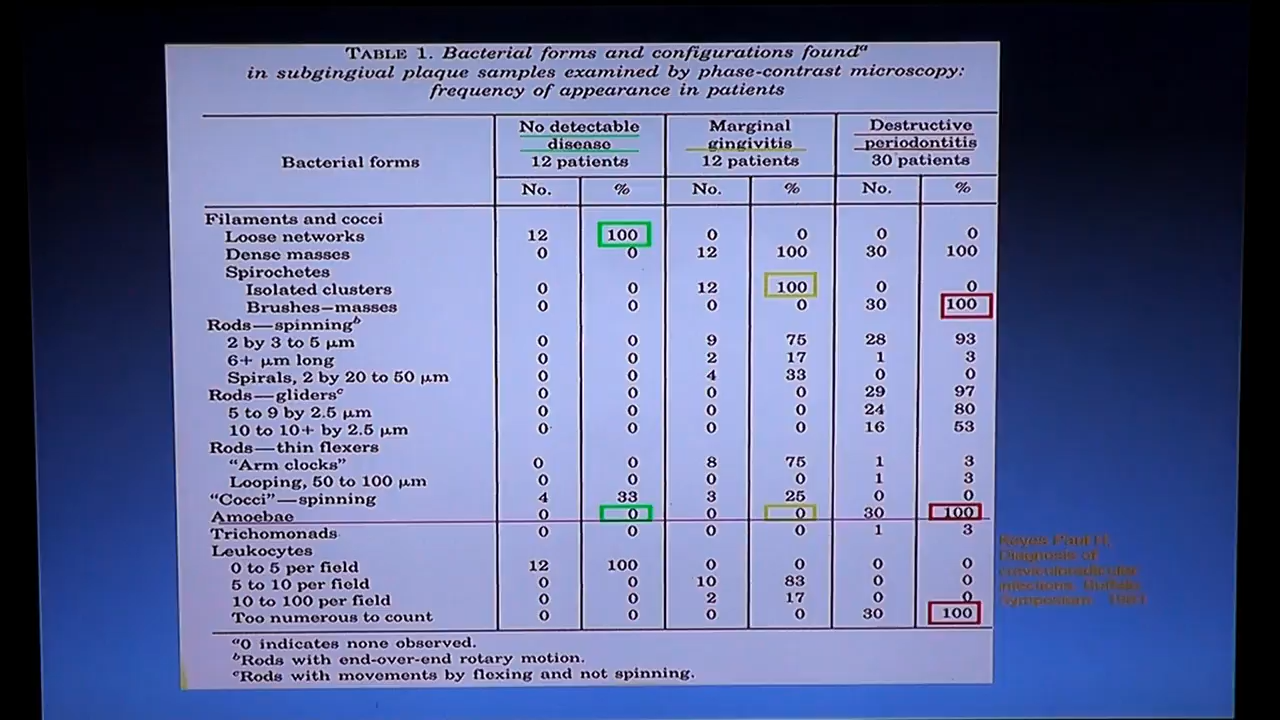 TABLE 1. Bacterial forms and configurations foundᵃ
in subgingival plaque samples examined by phase-contrast microscopy:
frequency of appearance in patients
Bacterial forms
No detectable
disease
12 patients
Marginal
gingivitis
12 patients
Destructive
periodontitis
30 patients
No. % No. % No. %
Filaments and cocci
Loose networks 12 100 0 0 0 0
Dense masses 0 0 12 100 30 100
Spirochetes
Isolated clusters 0 0 12 100 0 0
Brushes—masses 0 0 0 0 30 100
Rods—spinningᵇ
2 by 3 to 5 μm 0 0 9 75 28 93
6+ μm long 0 0 2 17 1 3
Spirals, 2 by 20 to 50 μm 0 0 4 33 0 0
Rods—glidersᶜ 0 0 0 0 29 97
5 to 9 by 2.5 μm 0 0 0 0 24 80
10 to 10+ by 2.5 μm 0 0 0 0 16 53
Rods—thin flexers
"Arm clocks" 0 0 8 75 1 3
Looping, 50 to 100 μm 0 0 0 0 1 3
"Cocci"—spinning 4 33 3 25 0 0
Amoebae 0 0 0 0 30 100
Trichomonads 0 0 0 0 1 3
Leukocytes
0 to 5 per field 12 100 0 0 0 0
5 to 10 per field 0 0 10 83 0 0
10 to 100 per field 0 0 2 17 0 0
Too numerous to count 0 0 0 0 30 100
ᵃ0 indicates none observed.
ᵇRods with end-over-end rotary motion.
ᶜRods with movements by flexing and not spinning.
Keyes Paul H,
Diagnosis of
infections, Buffalo
Symposium